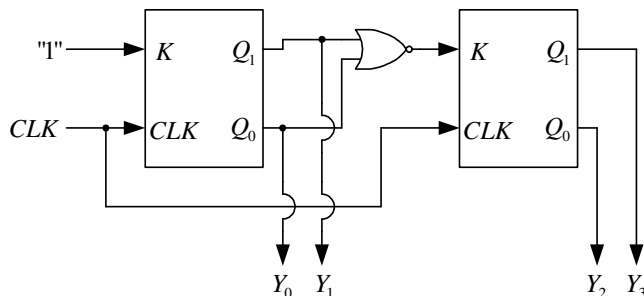 "1" K Q₁ K Q₁
CLK CLK Q₀ CLK Q₀
Y₀ Y₁ Y₂ Y₃